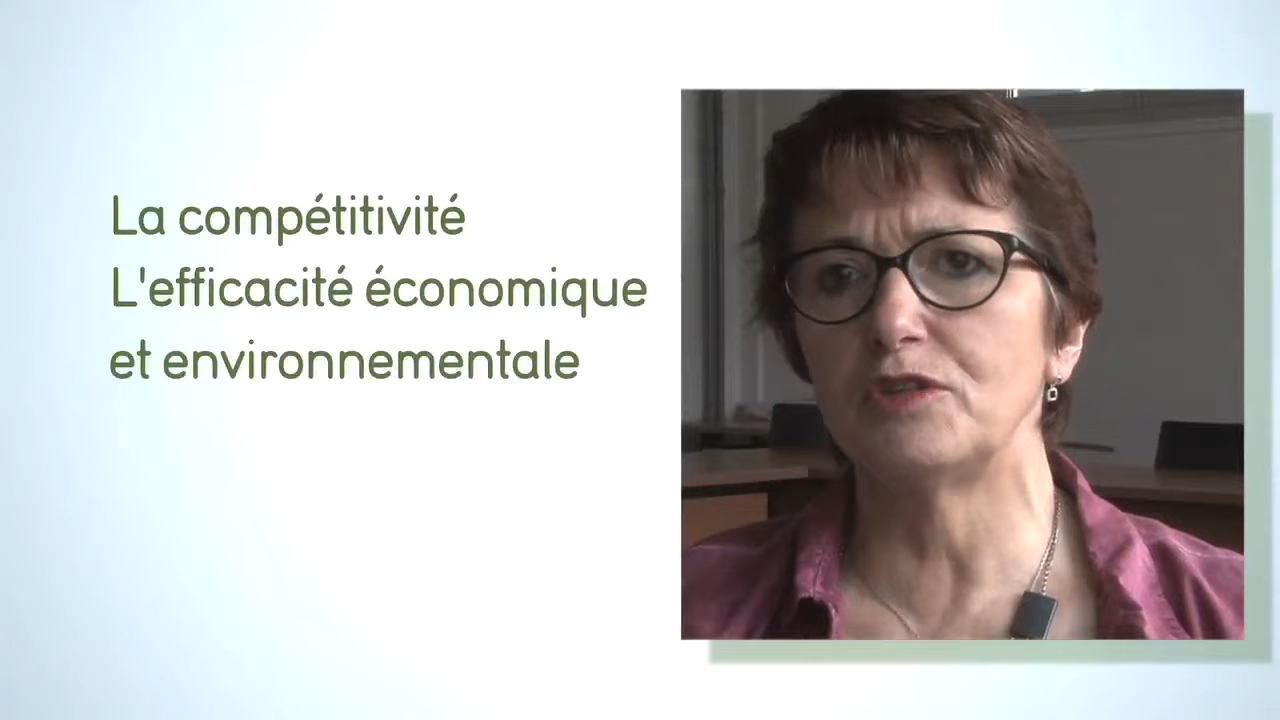 La compétitivité
L'efficacité économique
et environnementale